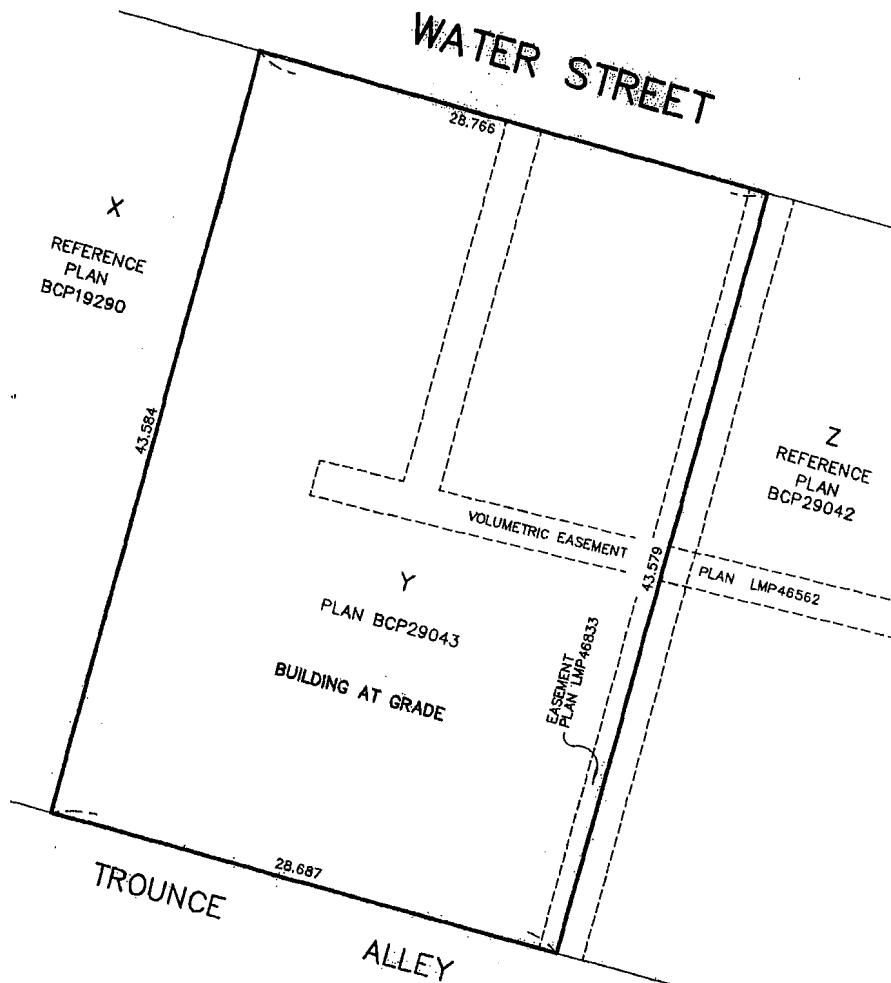 WATER STREET
28.766
X
REFERENCE
PLAN
BCP19290
43.584
Z
REFERENCE
PLAN
BCP29042
VOLUMETRIC EASEMENT
43.579
PLAN LMP46562
Y
PLAN BCP29043
BUILDING AT GRADE
EASEMENT
PLAN LMP46833
28.687
TROUNCE
ALLEY